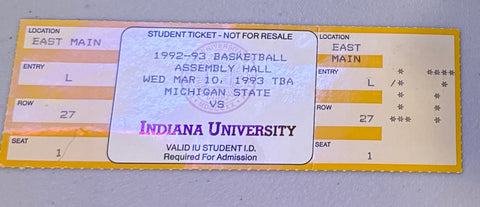 LOCATION
EAST MAIN
ENTRY
L
ROW
27
SEAT
1
STUDENT TICKET - NOT FOR RESALE
1992-93 BASKETBALL
ASSEMBLY HALL
WED MAR 10, 1993 TBA
MICHIGAN STATE
VS
INDIANA UNIVERSITY
VALID IU STUDENT I.D.
Required For Admission
LOCATION
EAST
MAIN
ENTRY
L
ROW
27
SEAT
1
* ****
/* *
* *
*** *